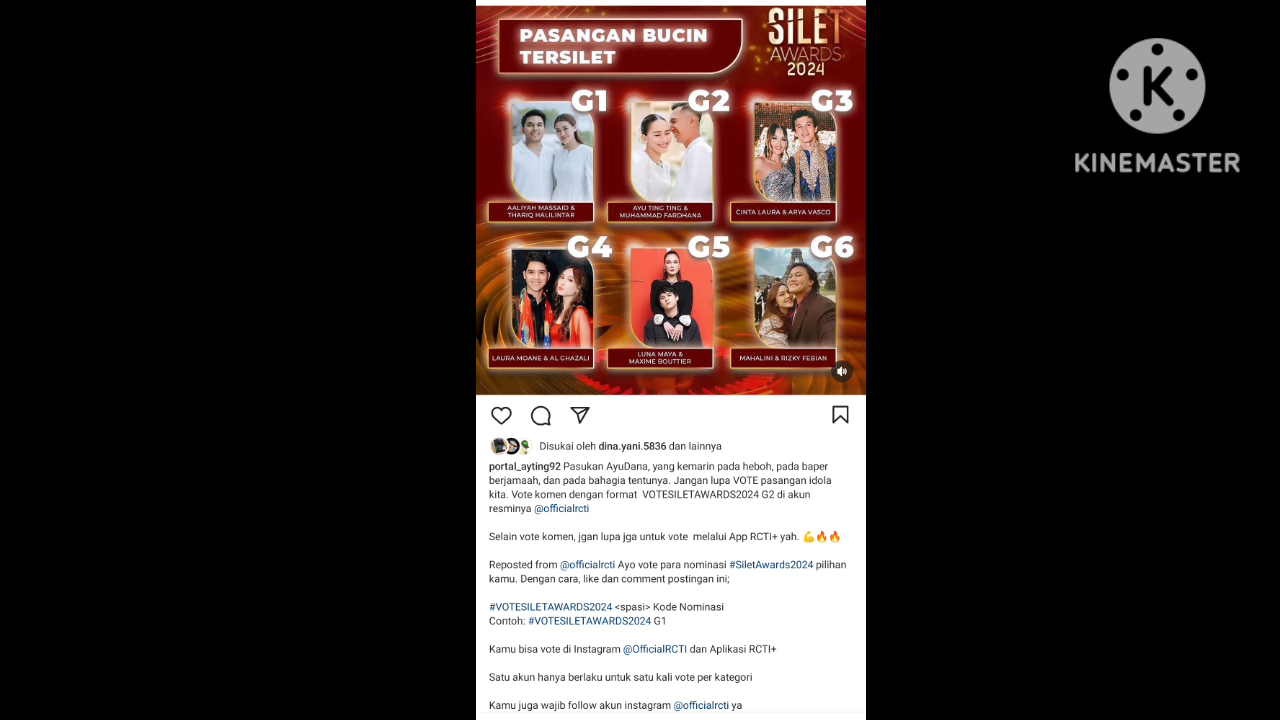 PASANGAN BUCIN
TERSILET
SILET
AWARDS
2024
G1
G2
G3
AALIYAH MASSAID &
THARIQ HALILINTAR
AYU TING TING &
MUHAMMAD FARDHANA
CINTA LAURA & ARYA VASCO
G4
G5
G6
LAURA MOANE & AL GHAZALI
LUNA MAYA &
MAXIME BOUTTIER
MAHALINI & RIZKY FEBIAN
Disukai oleh dina.yani.5836 dan lainnya
portal_ayting92 Pasukan AyuDana, yang kemarin pada heboh, pada baper
berjamaah, dan pada bahagia tentunya. Jangan lupa VOTE pasangan idola
kita. Vote komen dengan format VOTESILETAWARDS2024 G2 di akun
resminya @officialrcti
Selain vote komen, jgan lupa jga untuk vote melalui App RCTI+ yah. 💪🔥🔥
Reposted from @officialrcti Ayo vote para nominasi #SiletAwards2024 pilihan
kamu. Dengan cara, like dan comment postingan ini;
#VOTESILETAWARDS2024 <spasi> Kode Nominasi
Contoh: #VOTESILETAWARDS2024 G1
Kamu bisa vote di Instagram @OfficialRCTI dan Aplikasi RCTI+
Satu akun hanya berlaku untuk satu kali vote per kategori
Kamu juga wajib follow akun instagram @officialrcti ya
K
KINEMASTER